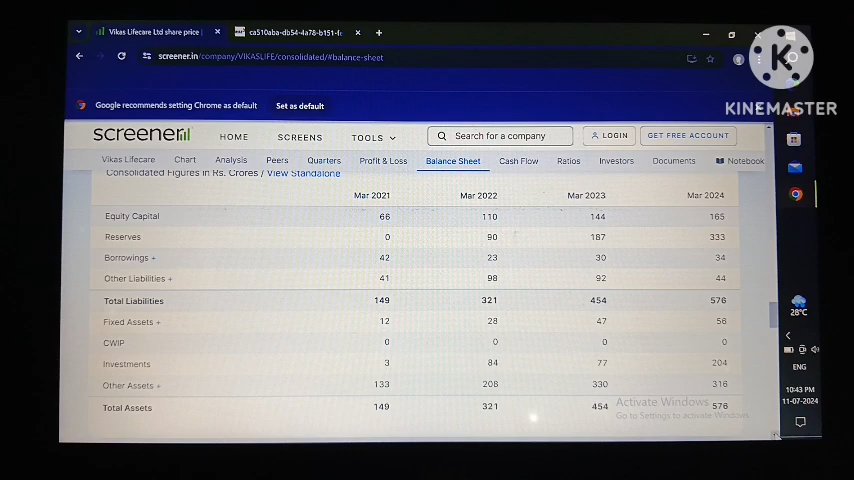 Vikas Lifecare Ltd share price |
ca510aba-db54-4a78-b151-fc
screener.in/company/VIKASLIFE/consolidated/#balance-sheet
Google recommends setting Chrome as default Set as default
K
KINEMASTER
screener HOME SCREENS TOOLS Search for a company LOGIN GET FREE ACCOUNT
Vikas Lifecare Chart Analysis Peers Quarters Profit & Loss Balance Sheet Cash Flow Ratios Investors Documents Notebook
Consolidated Figures in Rs. Crores / View Standalone
Mar 2021 Mar 2022 Mar 2023 Mar 2024
Equity Capital 66 110 144 165
Reserves 0 90 187 333
Borrowings + 42 23 30 34
Other Liabilities + 41 98 92 44
Total Liabilities 149 321 454 576
Fixed Assets + 12 28 47 56
CWIP 0 0 0 0
Investments 3 84 77 204
Other Assets + 133 208 330 316
Total Assets 149 321 454 576
Activate Windows
Go to Settings to activate Windows.
28°C
ENG
10:43 PM
11-07-2024